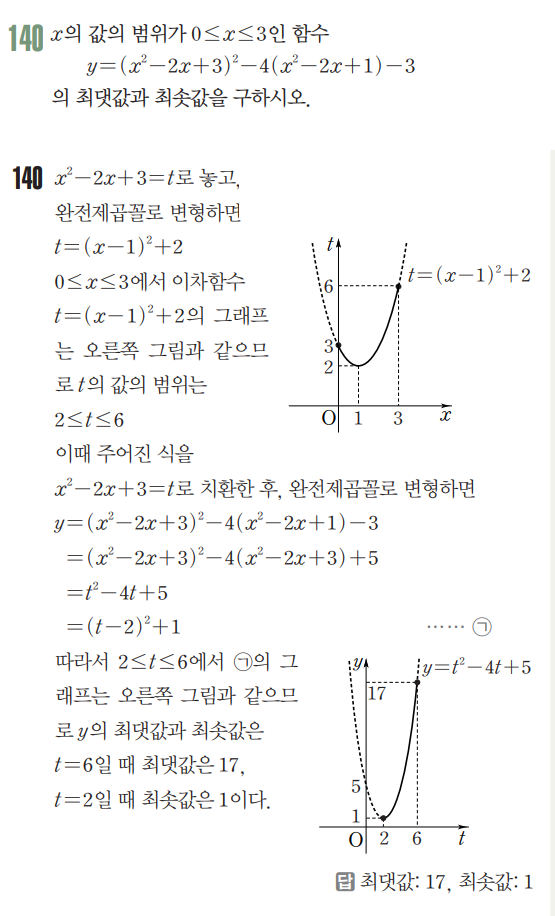 140 x의 값의 범위가 0≤x≤3인 함수
y=(x²-2x+3)²-4(x²-2x+1)-3
의 최댓값과 최솟값을 구하시오.
140 x²-2x+3=t로 놓고,
완전제곱꼴로 변형하면
t=(x-1)²+2
0≤x≤3에서 이차함수
t=(x-1)²+2의 그래프
는 오른쪽 그림과 같으므
로 t의 값의 범위는
2≤t≤6
t
t=(x-1)²+2
6
3
2
O 1 3 x
이때 주어진 식을
x²-2x+3=t로 치환한 후, 완전제곱꼴로 변형하면
y=(x²-2x+3)²-4(x²-2x+1)-3
=(x²-2x+3)²-4(x²-2x+3)+5
=t²-4t+5
=(t-2)²+1 …… ㉠
따라서 2≤t≤6에서 ㉠의 그
래프는 오른쪽 그림과 같으므
로 y의 최댓값과 최솟값은
t=6일 때 최댓값은 17,
t=2일 때 최솟값은 1이다.
y
y=t²-4t+5
17
5
1
O 2 6 t
답 최댓값: 17, 최솟값: 1